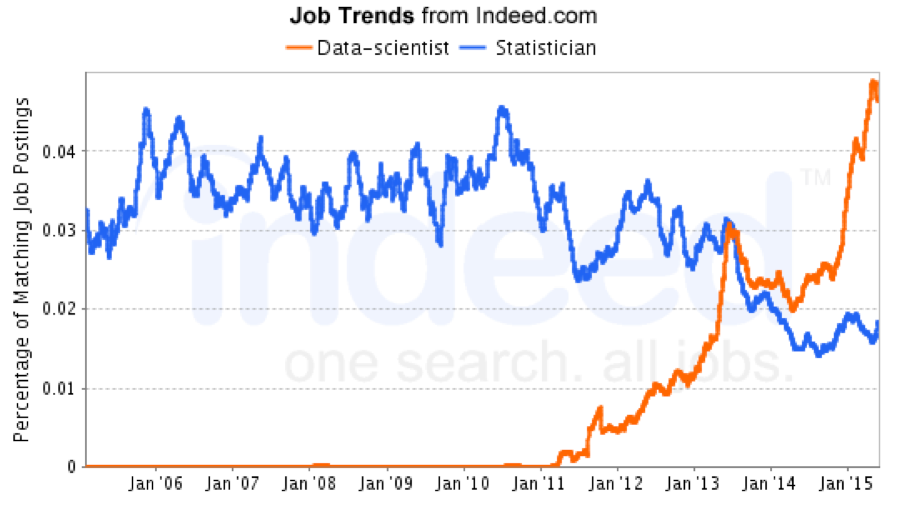 Job Trends from Indeed.com
Data-scientist Statistician
Percentage of Matching Job Postings
0.04
0.03
0.02
0.01
0
Jan '06 Jan '07 Jan '08 Jan '09 Jan '10 Jan '11 Jan '12 Jan '13 Jan '14 Jan '15
indeed™
one search. all jobs.